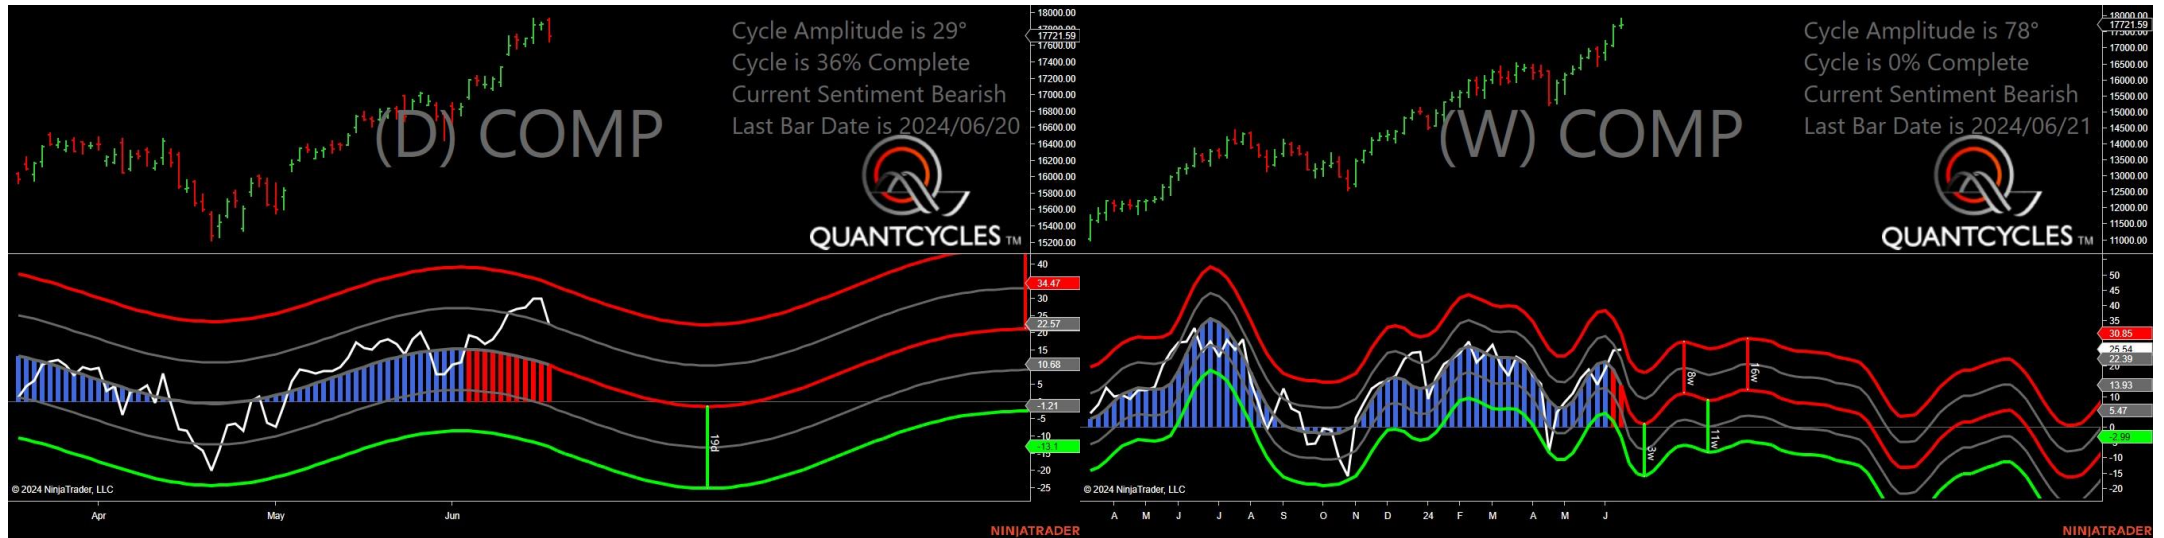 Cycle Amplitude is 29°
Cycle is 36% Complete
Current Sentiment Bearish
Last Bar Date is 2024/06/20
(D) COMP
QUANTCYCLES TM
18000.00
17721.59
17600.00
17400.00
17200.00
17000.00
16800.00
16600.00
16400.00
16200.00
16000.00
15800.00
15600.00
15400.00
15200.00
40
34.47
30
22.57
20
15
10.68
5
-1.21
-5
-10
-13.1
-15
-20
-25
19d
© 2024 NinjaTrader, LLC
Apr May Jun
NINJATRADER
Cycle Amplitude is 78°
Cycle is 0% Complete
Current Sentiment Bearish
Last Bar Date is 2024/06/21
(W) COMP
QUANTCYCLES TM
18000.00
17721.59
17500.00
17000.00
16500.00
16000.00
15500.00
15000.00
14500.00
14000.00
13500.00
13000.00
12500.00
12000.00
11500.00
11000.00
50
45
40
35
30.85
25.54
22.39
20
13.93
10
5.47
0
-2.99
-5
-10
-15
-20
3w
8w
11w
16w
© 2024 NinjaTrader, LLC
A M J J A S O N D 24 F M A M J
NINJATRADER